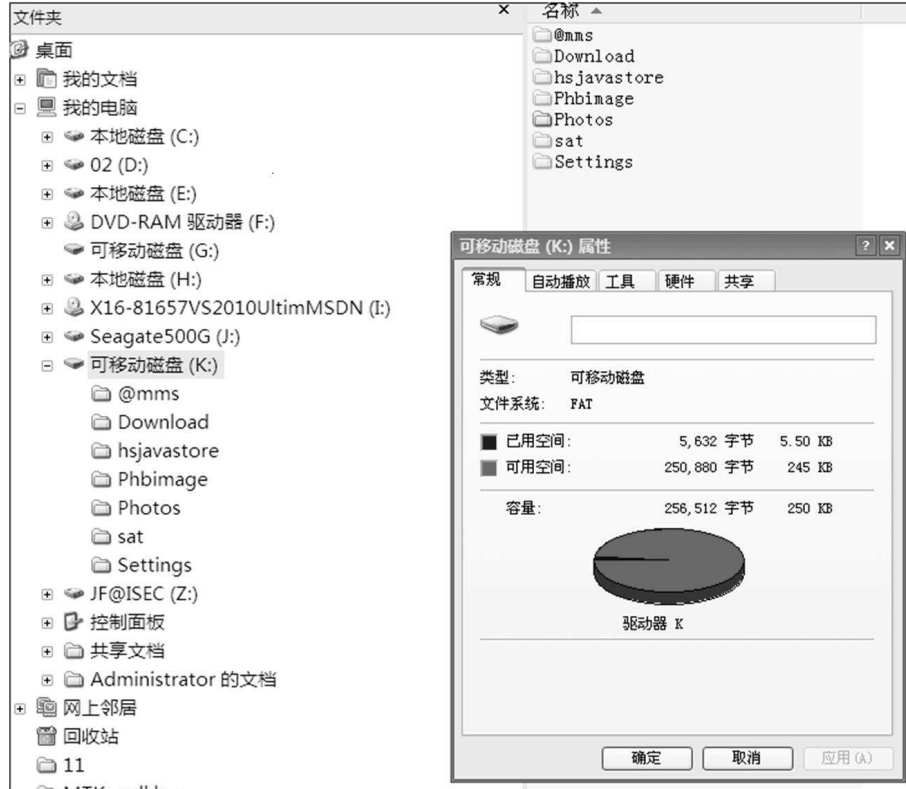 文件夹
×
桌面
我的文档
我的电脑
本地磁盘 (C:)
02 (D:)
本地磁盘 (E:)
DVD-RAM 驱动器 (F:)
可移动磁盘 (G:)
本地磁盘 (H:)
X16-81657VS2010UltimMSDN (I:)
Seagate500G (J:)
可移动磁盘 (K:)
@mms
Download
hsjavastore
Phbimage
Photos
sat
Settings
JF@ISEC (Z:)
控制面板
共享文档
Administrator 的文档
网上邻居
回收站
11
名称
@mms
Download
hsjavastore
Phbimage
Photos
sat
Settings
可移动磁盘 (K:) 属性
常规 自动播放 工具 硬件 共享
类型: 可移动磁盘
文件系统: FAT
已用空间: 5,632 字节 5.50 KB
可用空间: 250,880 字节 245 KB
容量: 256,512 字节 250 KB
驱动器 K
确定 取消 应用(A)